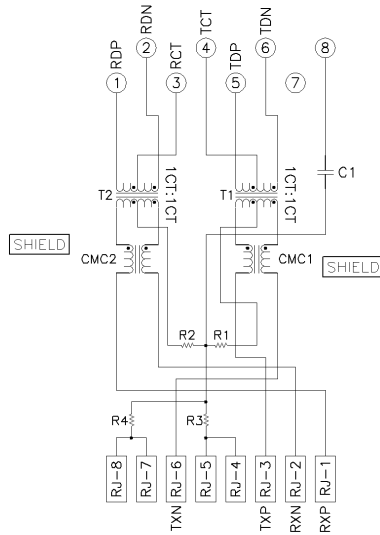 RDP
RDN
RCT
TCT
TDP
TDN
1
2
3
4
5
6
7
8
C1
T2
1CT:1CT
T1
1CT:1CT
SHIELD
CMC2
CMC1
SHIELD
R2
R1
R4
R3
RJ-8
RJ-7
RJ-6
RJ-5
RJ-4
RJ-3
RJ-2
RJ-1
TXN
TXP
RXN
RXP